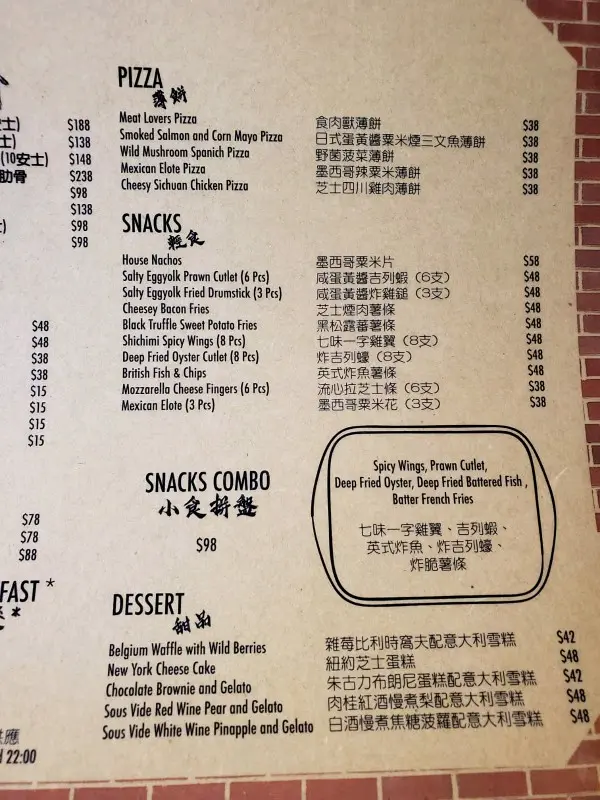 士) $188
士) $138
(10安士) $148
肋骨 $238
$98
$138
) $98
$98
$48
$48
$38
$38
$15
$15
$15
$15
$78
$78
$88
FAST *
*
應
22:00
PIZZA
薄餅
Meat Lovers Pizza 食肉獸薄餅 $38
Smoked Salmon and Corn Mayo Pizza 日式蛋黃醬粟米煙三文魚薄餅 $38
Wild Mushroom Spanich Pizza 野菌菠菜薄餅 $38
Mexican Elote Pizza 墨西哥辣粟米薄餅 $38
Cheesy Sichuan Chicken Pizza 芝士四川雞肉薄餅 $38
SNACKS
輕食
House Nachos 墨西哥粟米片 $58
Salty Eggyolk Prawn Cutlet (6 Pcs) 咸蛋黃醬吉列蝦 (6支) $48
Salty Eggyolk Fried Drumstick (3 Pcs) 咸蛋黃醬炸雞鎚 (3支) $48
Cheesey Bacon Fries 芝士煙肉薯條 $48
Black Truffle Sweet Potato Fries 黑松露蕃薯條 $48
Shichimi Spicy Wings (8 Pcs) 七味一字雞翼 (8支) $48
Deep Fried Oyster Cutlet (8 Pcs) 炸吉列蠔 (8支) $48
British Fish & Chips 英式炸魚薯條 $48
Mozzarella Cheese Fingers (6 Pcs) 流心拉芝士條 (6支) $38
Mexican Elote (3 Pcs) 墨西哥粟米花 (3支) $38
SNACKS COMBO
小食拼盤
$98
Spicy Wings, Prawn Cutlet,
Deep Fried Oyster, Deep Fried Battered Fish ,
Batter French Fries
七味一字雞翼、吉列蝦、
英式炸魚、炸吉列蠔、
炸脆薯條
DESSERT
甜品
Belgium Waffle with Wild Berries 雜莓比利時窩夫配意大利雪糕 $42
New York Cheese Cake 紐約芝士蛋糕 $48
Chocolate Brownie and Gelato 朱古力布朗尼蛋糕配意大利雪糕 $42
Sous Vide Red Wine Pear and Gelato 肉桂紅酒慢煮梨配意大利雪糕 $48
Sous Vide White Wine Pinapple and Gelato 白酒慢煮焦糖菠蘿配意大利雪糕 $48